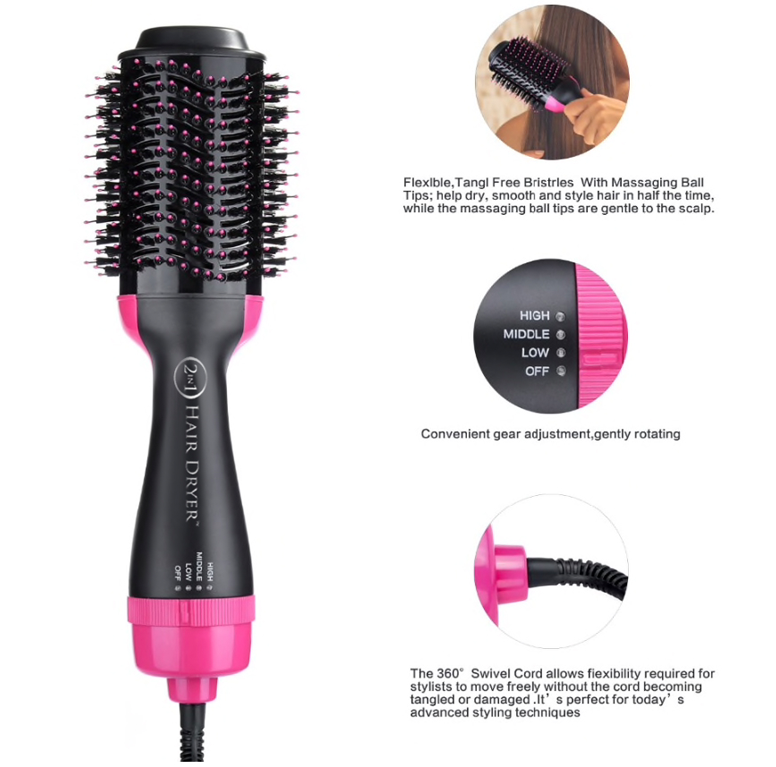 2 IN 1 HAIR DRYER™
HIGH
MIDDLE
LOW
OFF
Flexlble,Tangl Free Bristrles With Massaging Ball
Tips; help dry, smooth and style hair in half the time,
while the massaging ball tips are gentle to the scalp.
HIGH
MIDDLE
LOW
OFF
Convenient gear adjustment,gently rotating
The 360° Swivel Cord allows fiexibility required for
stylists to move freely without the cord becoming
tangled or damaged .It’s perfect for today’s
advanced styling techniques